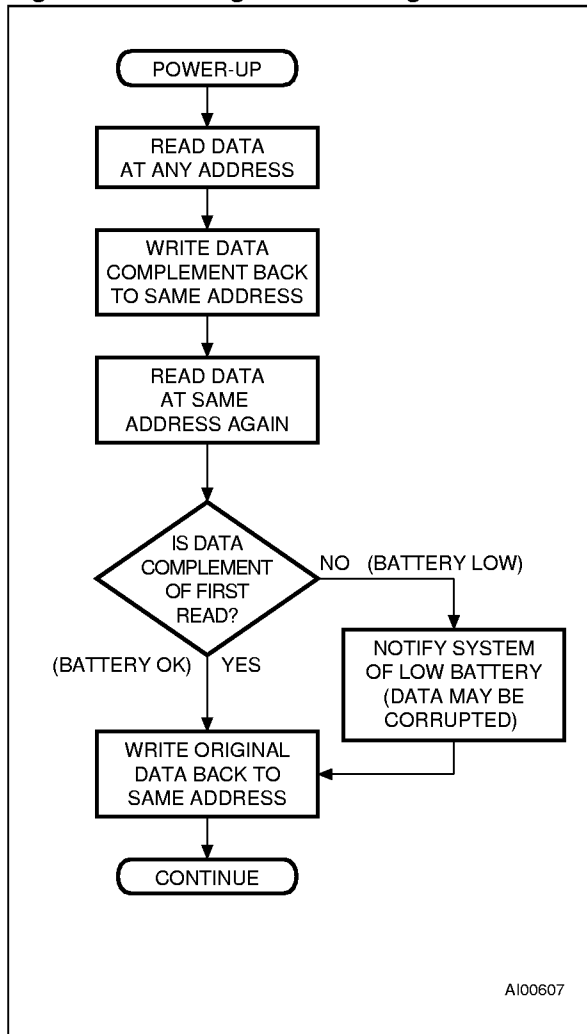 POWER-UP
READ DATA
AT ANY ADDRESS
WRITE DATA
COMPLEMENT BACK
TO SAME ADDRESS
READ DATA
AT SAME
ADDRESS AGAIN
IS DATA
COMPLEMENT
OF FIRST
READ?
NO (BATTERY LOW)
(BATTERY OK) YES
NOTIFY SYSTEM
OF LOW BATTERY
(DATA MAY BE
CORRUPTED)
WRITE ORIGINAL
DATA BACK TO
SAME ADDRESS
CONTINUE
AI00607